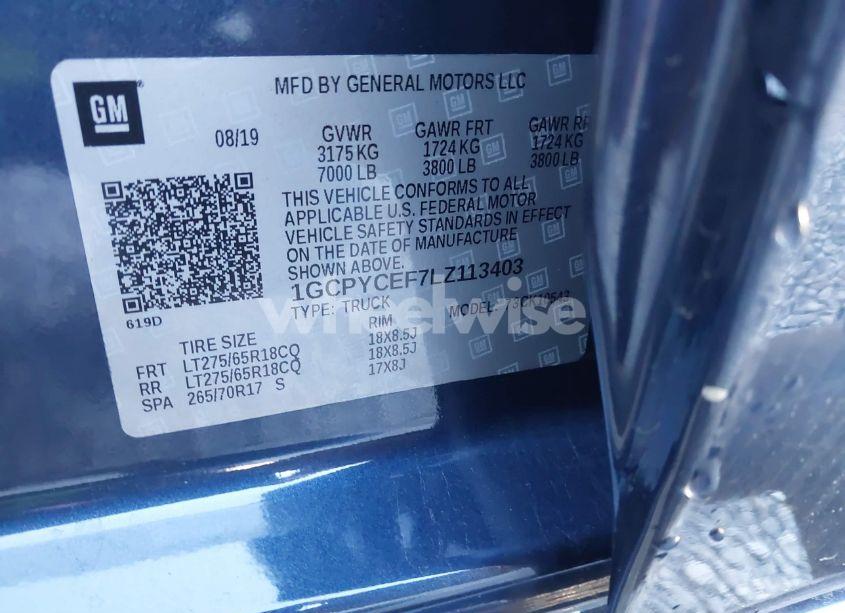 GM
MFD BY GENERAL MOTORS LLC
08/19
GVWR GAWR FRT GAWR RR
3175 KG 1724 KG 1724 KG
7000 LB 3800 LB 3800 LB
THIS VEHICLE CONFORMS TO ALL
APPLICABLE U.S. FEDERAL MOTOR
VEHICLE SAFETY STANDARDS IN EFFECT
ON THE DATE OF MANUFACTURE
SHOWN ABOVE.
1GCPYCEF7LZ113403
TYPE: TRUCK MODEL:
619D
TIRE SIZE RIM
FRT LT275/65R18CQ 18X8.5J
RR LT275/65R18CQ 18X8.5J
SPA 265/70R17 S 17X8J
wheelwise